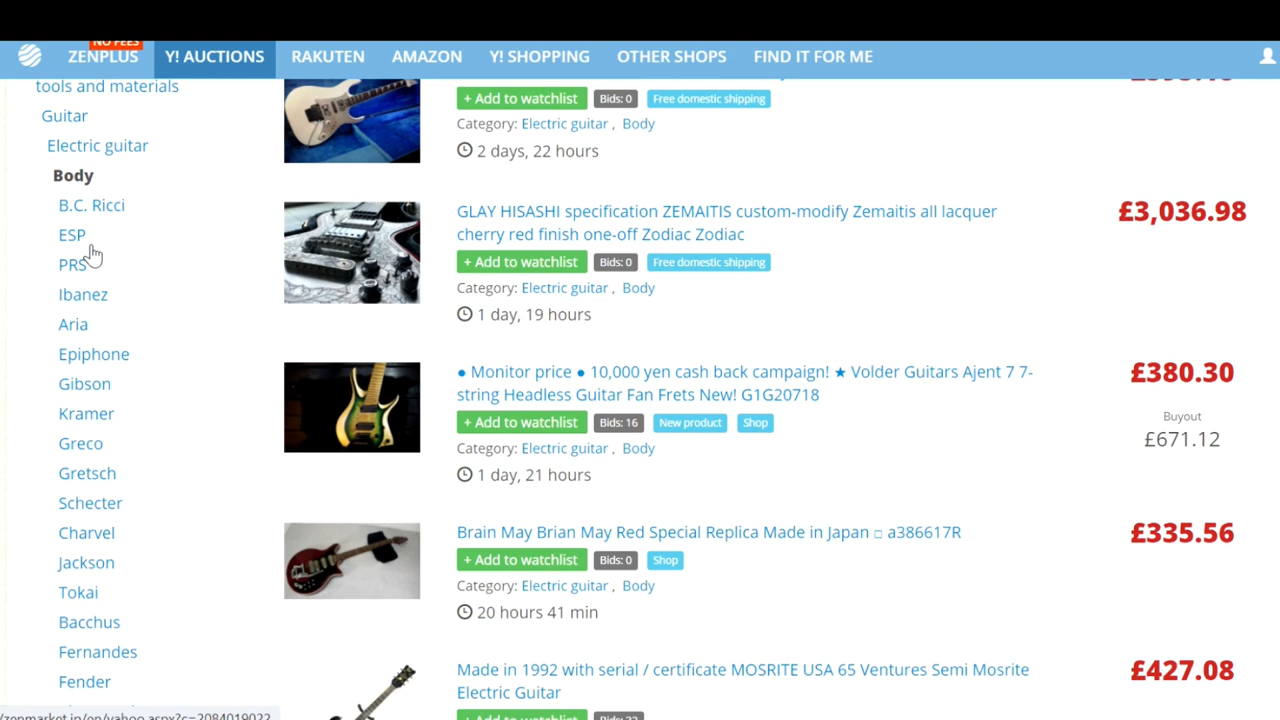 NO FEES
ZENPLUS
Y! AUCTIONS
RAKUTEN
AMAZON
Y! SHOPPING
OTHER SHOPS
FIND IT FOR ME
tools and materials
Guitar
Electric guitar
Body
B.C. Ricci
ESP
PRS
Ibanez
Aria
Epiphone
Gibson
Kramer
Greco
Gretsch
Schecter
Charvel
Jackson
Tokai
Bacchus
Fernandes
Fender
+ Add to watchlist Bids: 0 Free domestic shipping
Category: Electric guitar , Body
2 days, 22 hours
GLAY HISASHI specification ZEMAITIS custom-modify Zemaitis all lacquer
cherry red finish one-off Zodiac Zodiac
£3,036.98
+ Add to watchlist Bids: 0 Free domestic shipping
Category: Electric guitar , Body
1 day, 19 hours
● Monitor price ● 10,000 yen cash back campaign! ★ Volder Guitars Ajent 7 7-
string Headless Guitar Fan Frets New! G1G20718
£380.30
Buyout
£671.12
+ Add to watchlist Bids: 16 New product Shop
Category: Electric guitar , Body
1 day, 21 hours
Brain May Brian May Red Special Replica Made in Japan □ a386617R
£335.56
+ Add to watchlist Bids: 0 Shop
Category: Electric guitar , Body
20 hours 41 min
Made in 1992 with serial / certificate MOSRITE USA 65 Ventures Semi Mosrite
Electric Guitar
£427.08
+ Add to watchlist
/zenmarket.jp/en/yahoo.aspx?c=2084019022